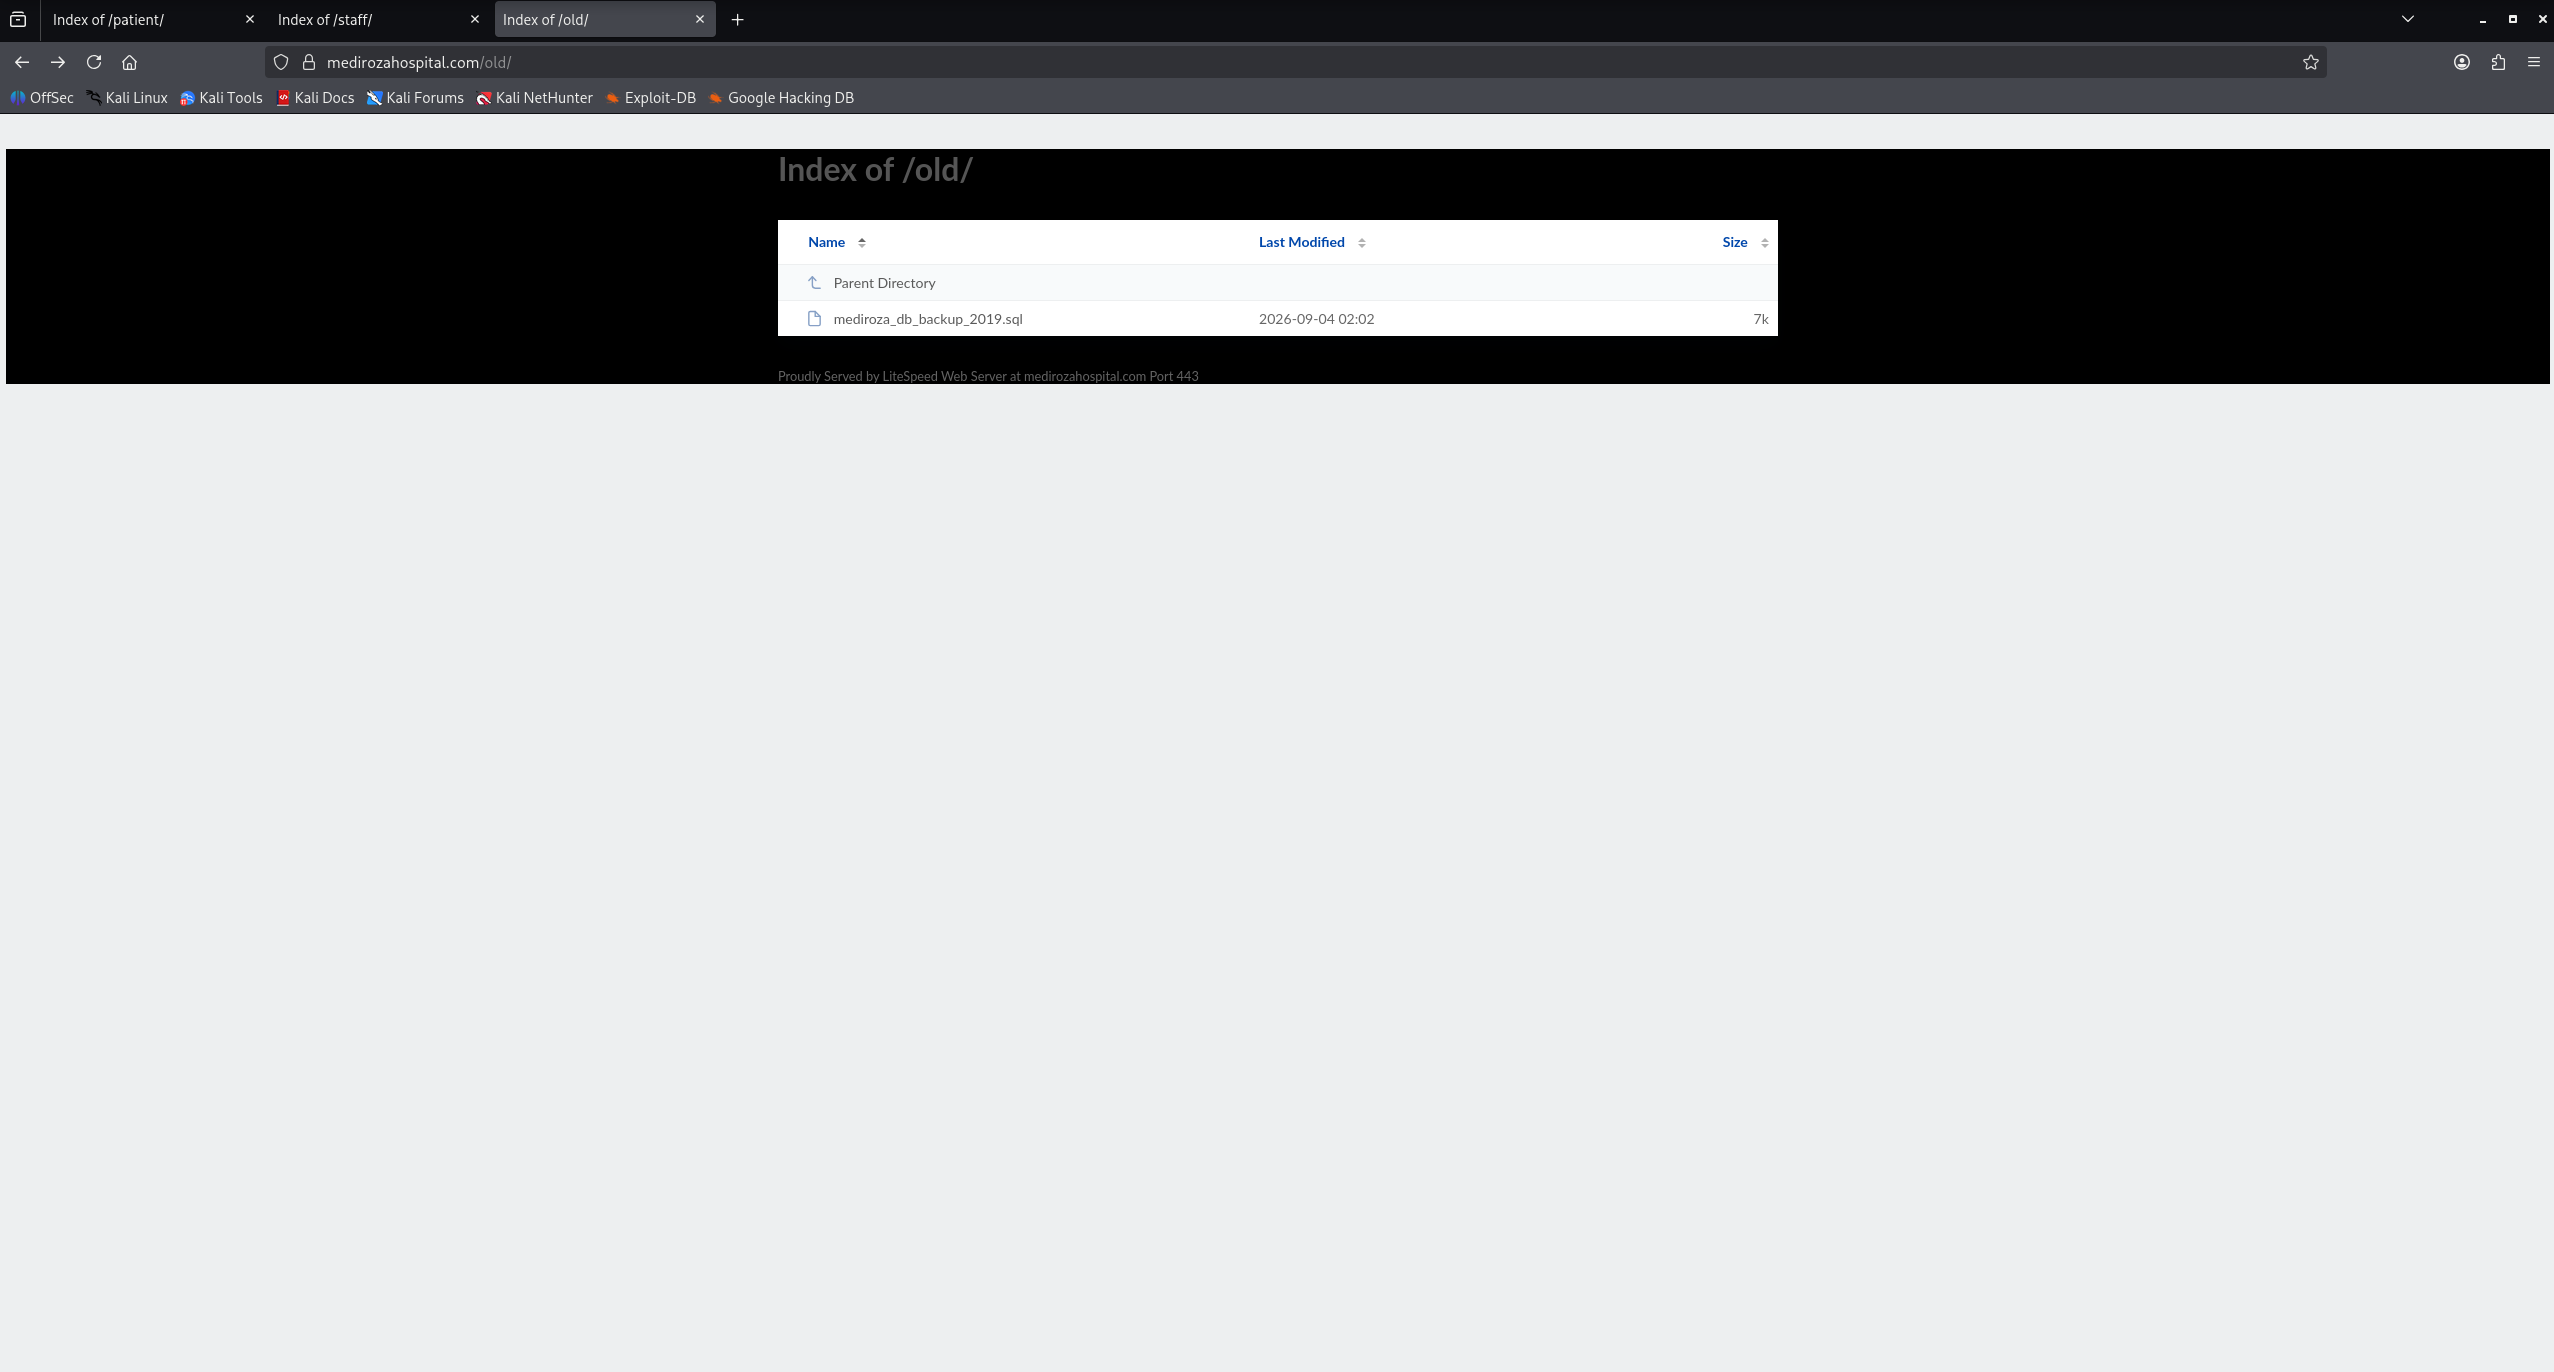 Index of /patient/
Index of /staff/
Index of /old/
medirozahospital.com/old/
OffSec Kali Linux Kali Tools Kali Docs Kali Forums Kali NetHunter Exploit-DB Google Hacking DB
Index of /old/
Name Last Modified Size
Parent Directory
mediroza_db_backup_2019.sql 2026-09-04 02:02 7k
Proudly Served by LiteSpeed Web Server at medirozahospital.com Port 443